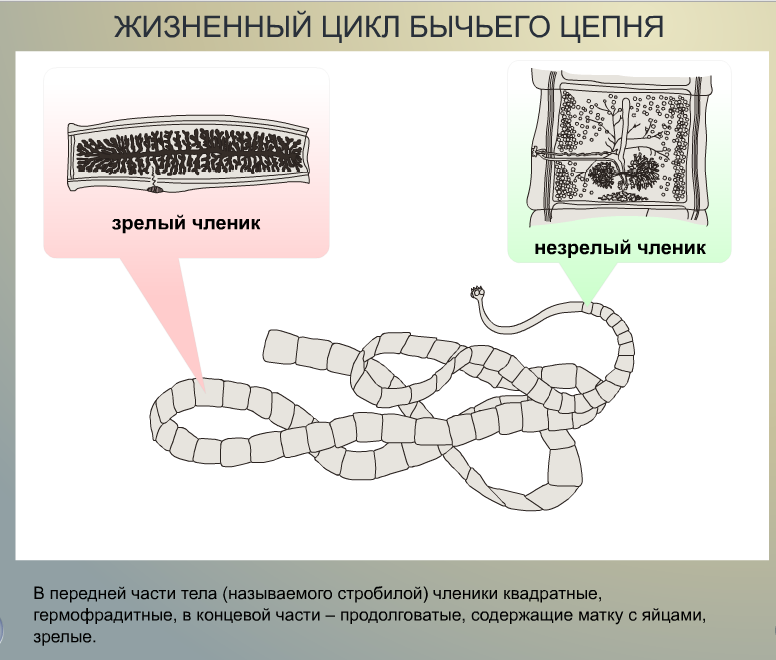 ЖИЗНЕННЫЙ ЦИКЛ БЫЧЬЕГО ЦЕПНЯ
зрелый членик
незрелый членик
В передней части тела (называемого стробилой) членики квадратные,
гермофрадитные, в концевой части – продолговатые, содержащие матку с яйцами,
зрелые.